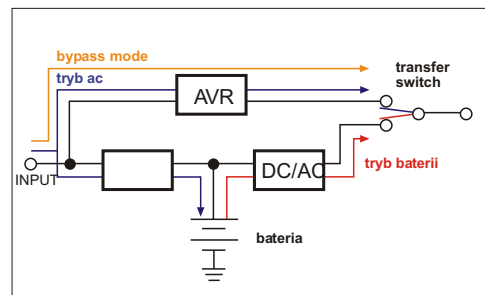 bypass mode
tryb ac
transfer
switch
AVR
INPUT
DC/AC
tryb baterii
bateria